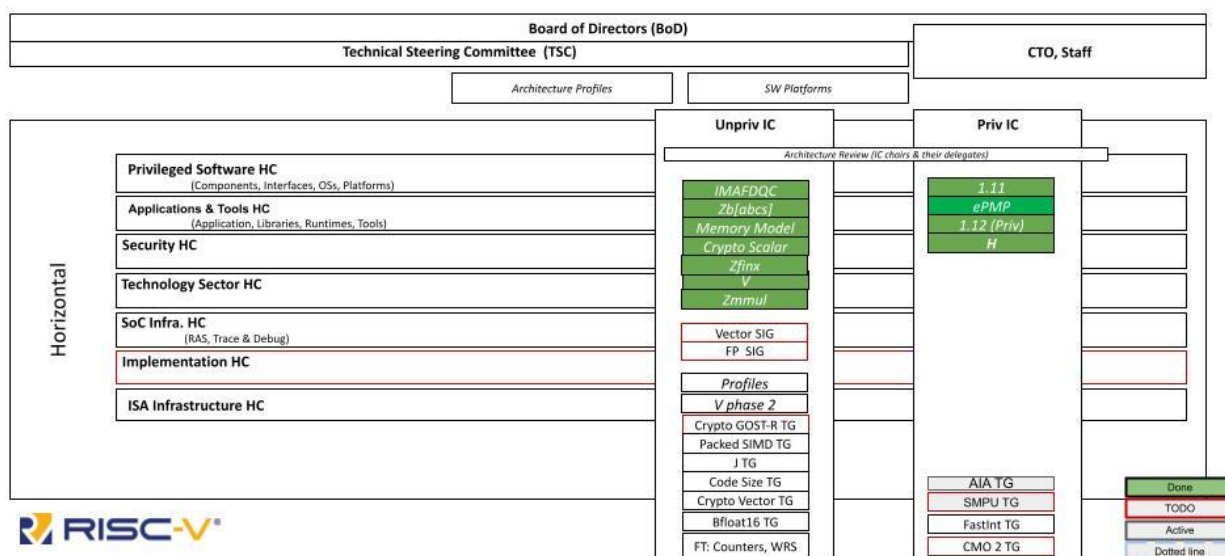 Board of Directors (BoD)
Technical Steering Committee (TSC)
CTO, Staff
Architecture Profiles
SW Platforms
Unpriv IC
Priv IC
Architecture Review (IC chairs & their delegates)
Horizontal
Privileged Software HC
(Components, Interfaces, OSs, Platforms)
Applications & Tools HC
(Application, Libraries, Runtimes, Tools)
Security HC
Technology Sector HC
SoC Infra. HC
(RAS, Trace & Debug)
Implementation HC
ISA Infrastructure HC
IMAFDQC
Zb[abcs]
Memory Model
Crypto Scalar
Zfinx
V
Zmmul
Vector SIG
FP SIG
Profiles
V phase 2
Crypto GOST-R TG
Packed SIMD TG
J TG
Code Size TG
Crypto Vector TG
Bfloat16 TG
FT: Counters, WRS
1.11
ePMP
1.12 (Priv)
H
AIA TG
SMPU TG
FastInt TG
CMO 2 TG
Done
TODO
Active
Dotted line
RISC-V®